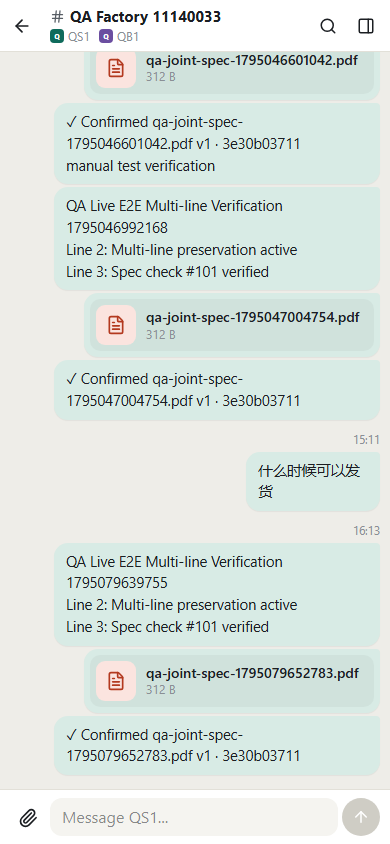 # QA Factory 11140033
Q QS1 Q QB1
qa-joint-spec-1795046601042.pdf
312 B
✓ Confirmed qa-joint-spec-
1795046601042.pdf v1 · 3e30b03711
manual test verification
QA Live E2E Multi-line Verification
1795046992168
Line 2: Multi-line preservation active
Line 3: Spec check #101 verified
qa-joint-spec-1795047004754.pdf
312 B
✓ Confirmed qa-joint-spec-
1795047004754.pdf v1 · 3e30b03711
15:11
什么时候可以发
货
16:13
QA Live E2E Multi-line Verification
1795079639755
Line 2: Multi-line preservation active
Line 3: Spec check #101 verified
qa-joint-spec-1795079652783.pdf
312 B
✓ Confirmed qa-joint-spec-
1795079652783.pdf v1 · 3e30b03711
Message QS1...